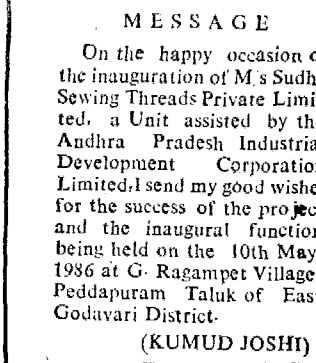 MESSAGE
On the happy occasion o
the inauguration of M/s Sudh
Sewing Threads Private Limi
ted, a Unit assisted by th
Andhra Pradesh Industria
Development Corporatio
Limited, I send my good wishe
for the success of the projec
and the inaugural function
being held on the 10th May
1986 at G. Ragampet Village
Peddapuram Taluk of Eas
Godavari District.
(KUMUD JOSHI)